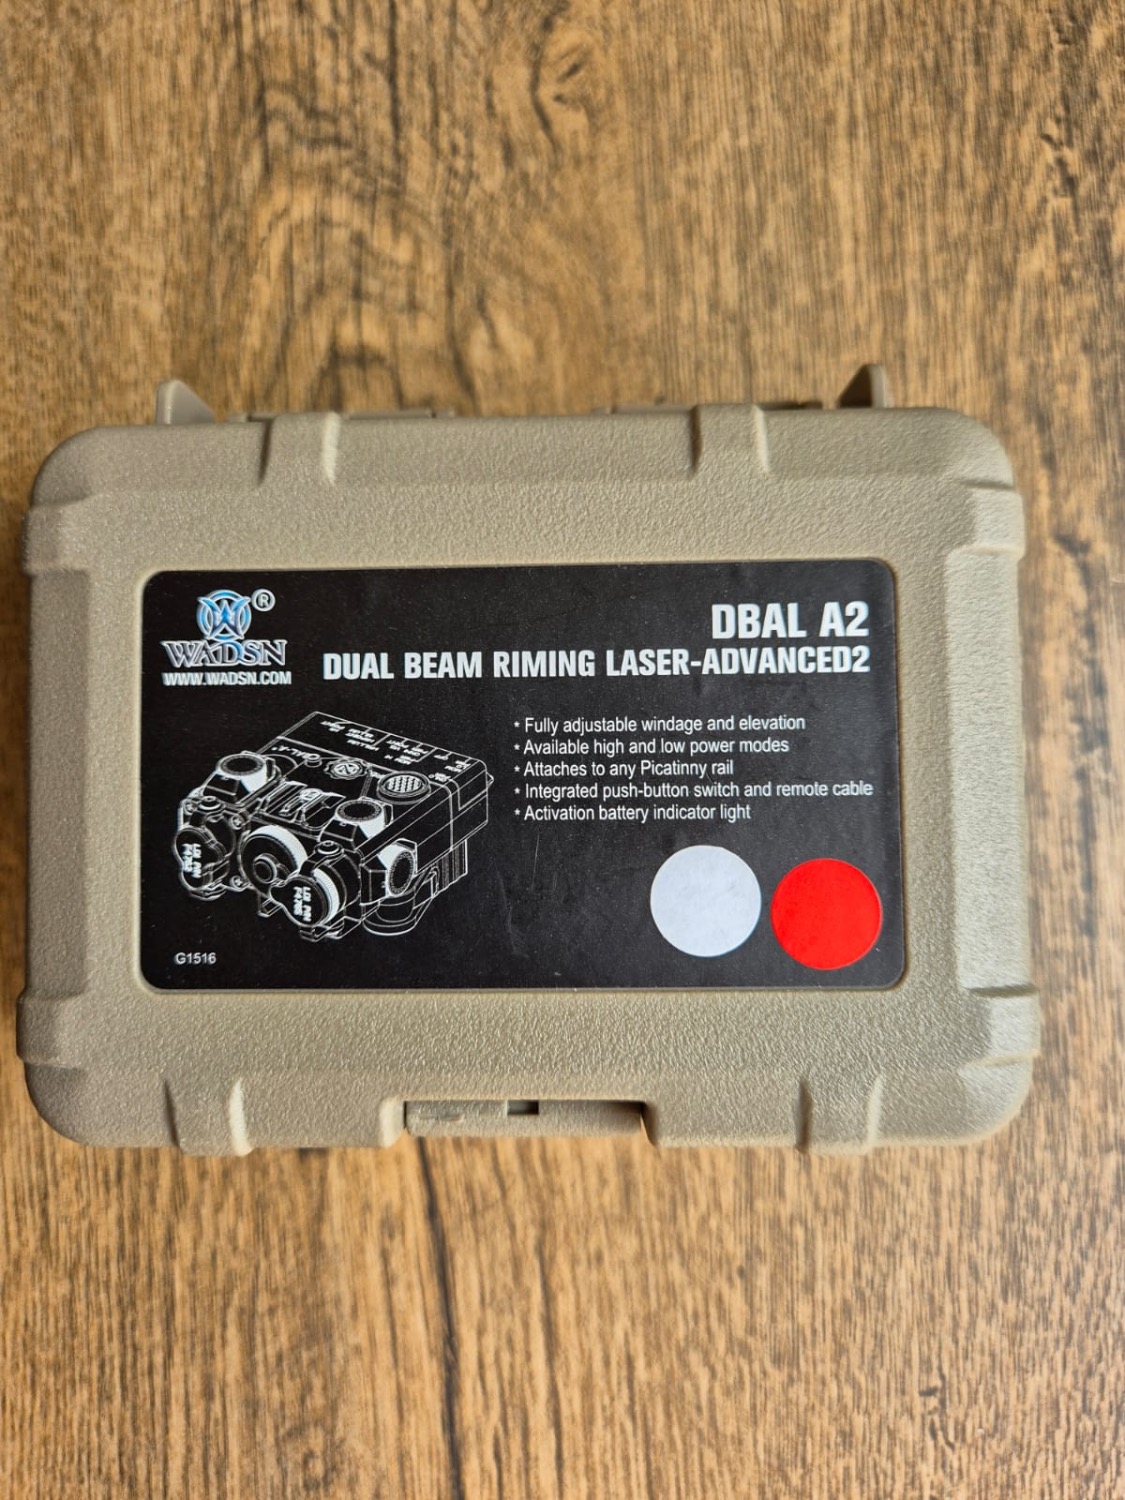 WADSN®
WWW.WADSN.COM
DBAL A2
DUAL BEAM RIMING LASER-ADVANCED2
* Fully adjustable windage and elevation
* Available high and low power modes
* Attaches to any Picatinny rail
* Integrated push-button switch and remote cable
* Activation battery indicator light
G1516